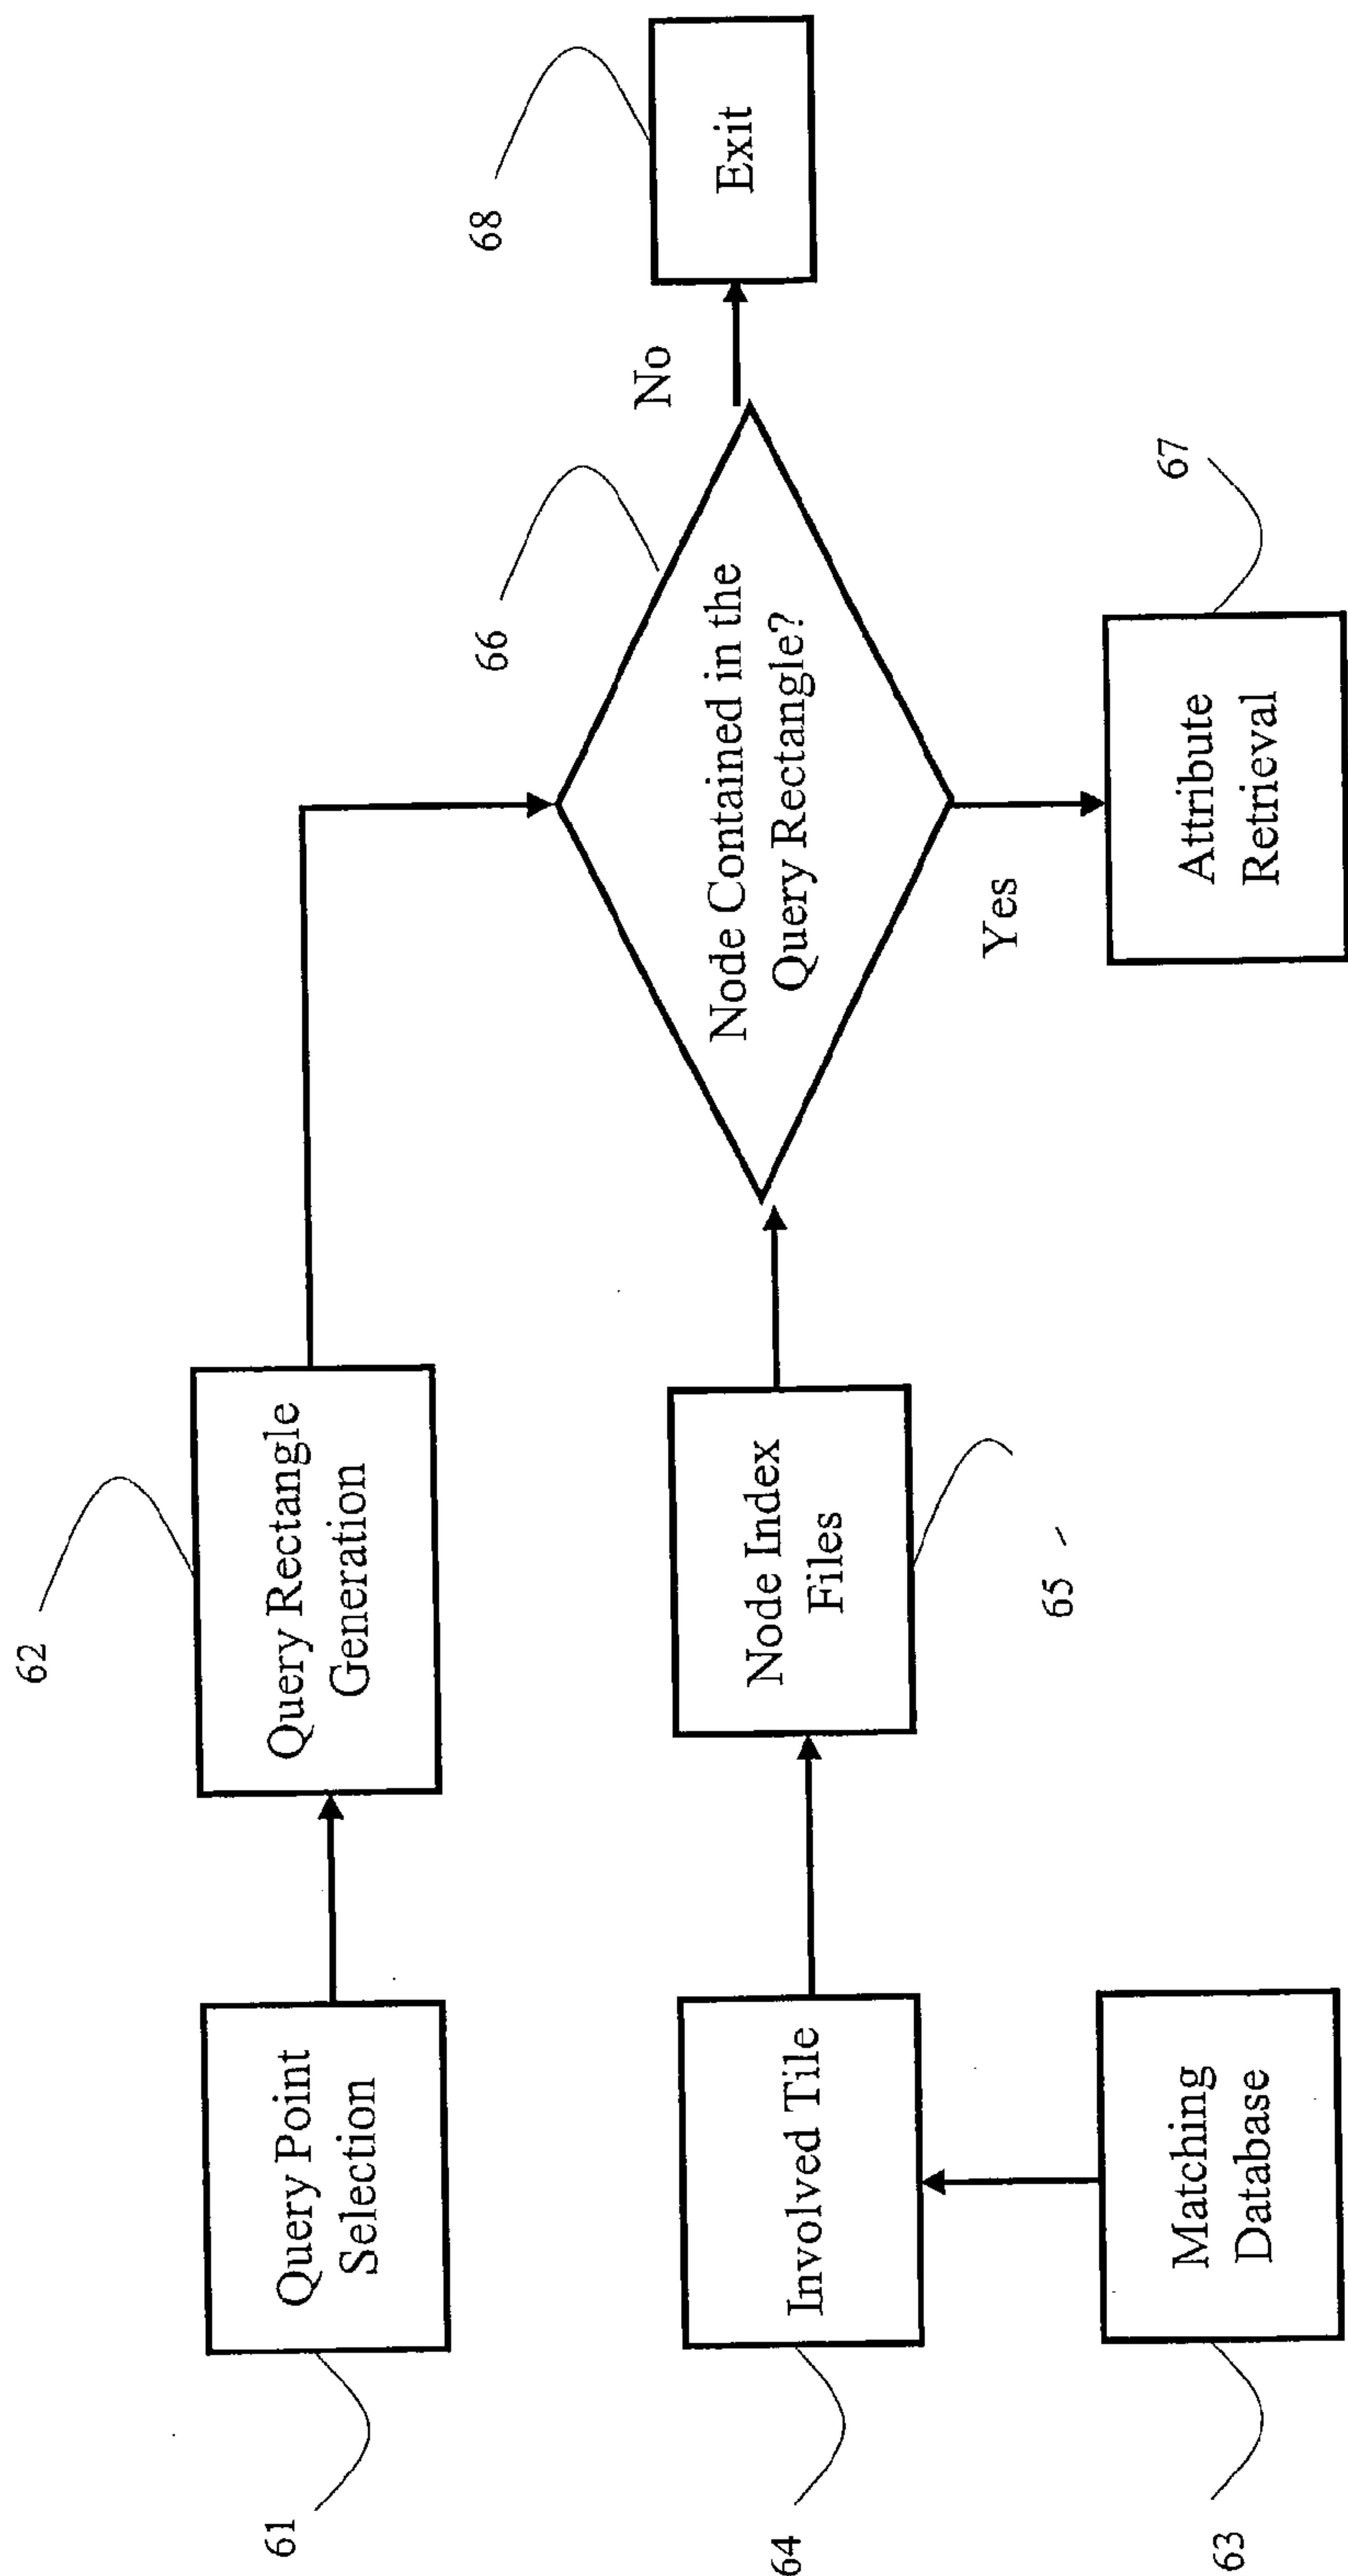 62
Query Point
Selection
Query Rectangle
Generation
61
66
68
Involved Tile
Node Index
Files
Node Contained in the
Query Rectangle?
No
Exit
64
65
Yes
67
Matching
Database
Attribute
Retrieval
63